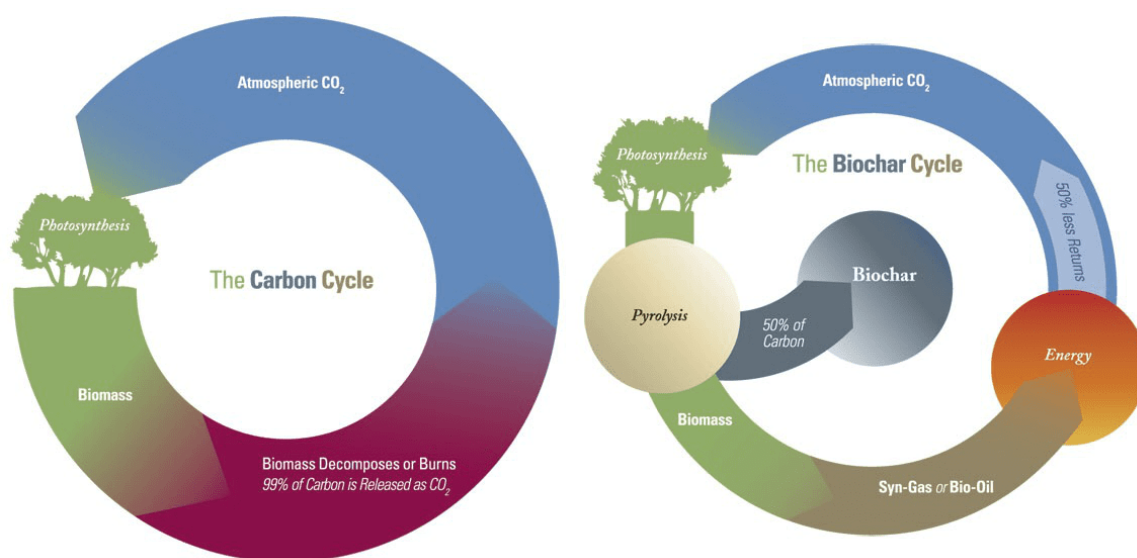 Atmospheric CO₂
Photosynthesis
The Carbon Cycle
Biomass
Biomass Decomposes or Burns
99% of Carbon is Released as CO₂
Atmospheric CO₂
Photosynthesis
The Biochar Cycle
50% less Returns
Biochar
Pyrolysis
50% of
Carbon
Energy
Biomass
Syn-Gas or Bio-Oil